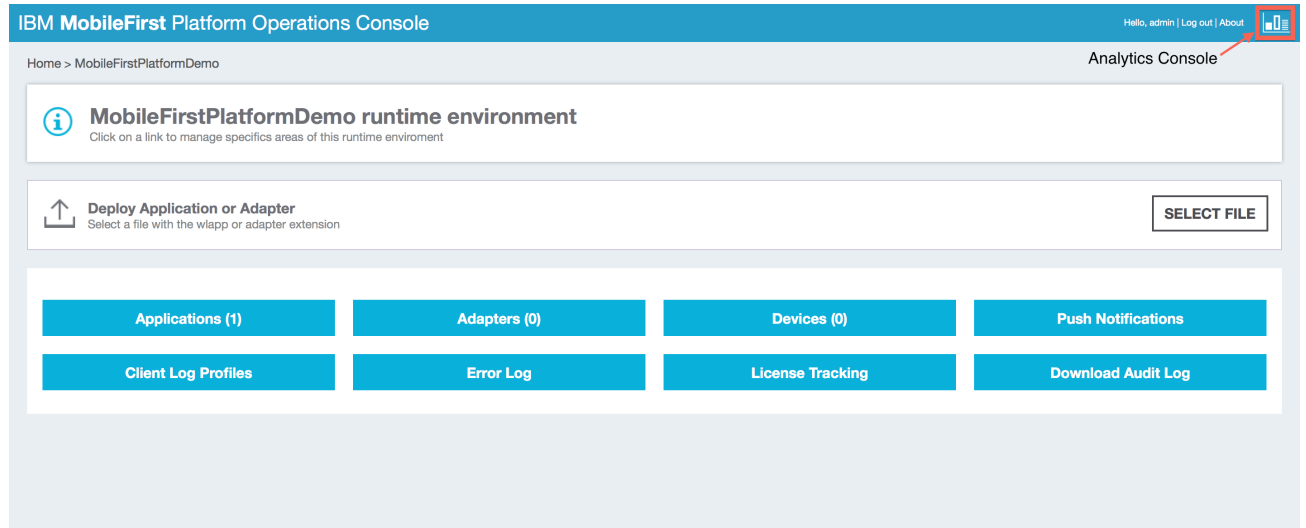 IBM MobileFirst Platform Operations Console
Hello, admin | Log out | About
Home > MobileFirstPlatformDemo
Analytics Console
MobileFirstPlatformDemo runtime environment
Click on a link to manage specifics areas of this runtime enviroment
Deploy Application or Adapter
Select a file with the wlapp or adapter extension
SELECT FILE
Applications (1)
Adapters (0)
Devices (0)
Push Notifications
Client Log Profiles
Error Log
License Tracking
Download Audit Log